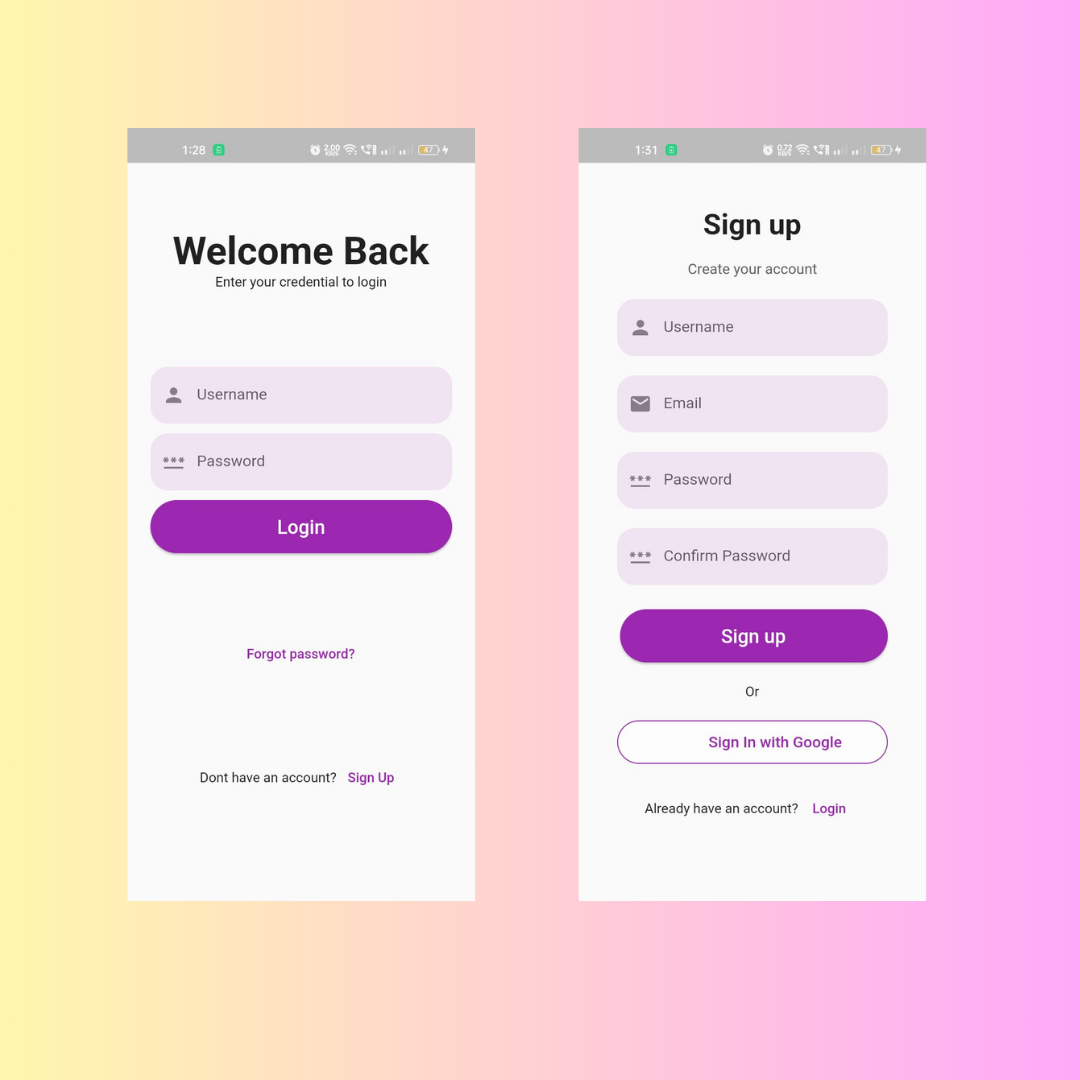 1:28 2.00 KB/S 47
Welcome Back
Enter your credential to login
Username
*** Password
Login
Forgot password?
Dont have an account? Sign Up
1:31 0.72 KB/S 47
Sign up
Create your account
Username
Email
*** Password
*** Confirm Password
Sign up
Or
Sign In with Google
Already have an account? Login